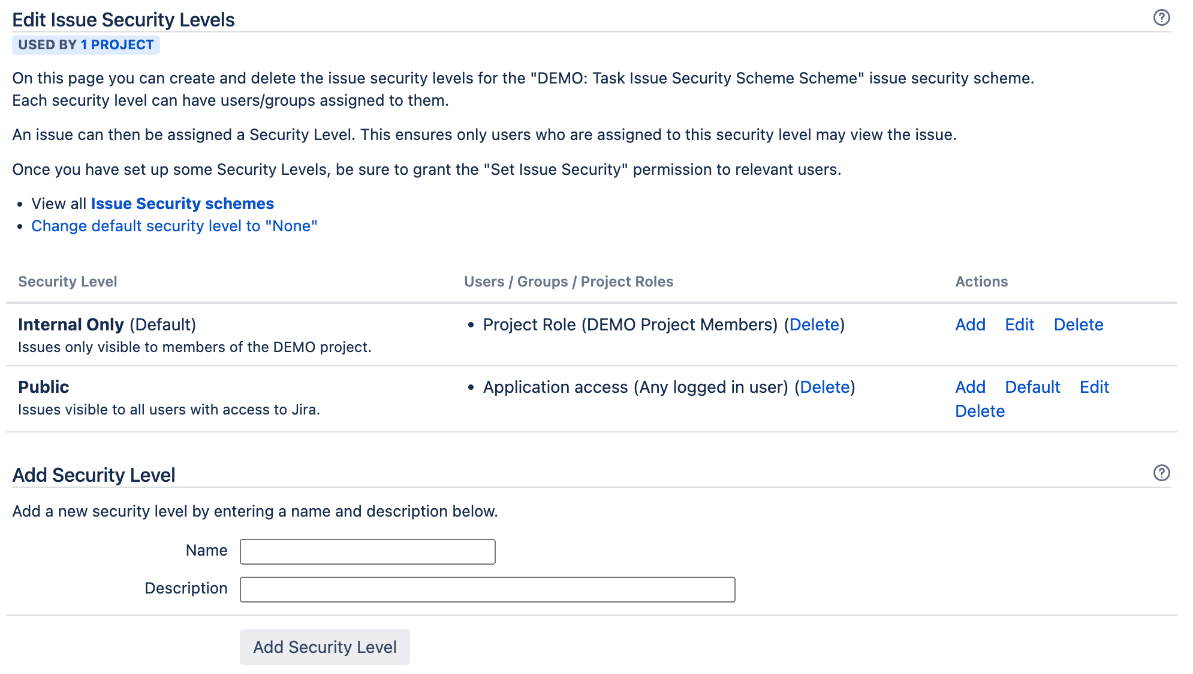 Edit Issue Security Levels
USED BY 1 PROJECT
On this page you can create and delete the issue security levels for the "DEMO: Task Issue Security Scheme Scheme" issue security scheme.
Each security level can have users/groups assigned to them.
An issue can then be assigned a Security Level. This ensures only users who are assigned to this security level may view the issue.
Once you have set up some Security Levels, be sure to grant the "Set Issue Security" permission to relevant users.
• View all Issue Security schemes
• Change default security level to "None"
Security Level Users / Groups / Project Roles Actions
Internal Only (Default) • Project Role (DEMO Project Members) (Delete) Add Edit Delete
Issues only visible to members of the DEMO project.
Public • Application access (Any logged in user) (Delete) Add Default Edit
Issues visible to all users with access to Jira. Delete
Add Security Level
Add a new security level by entering a name and description below.
Name
Description
Add Security Level